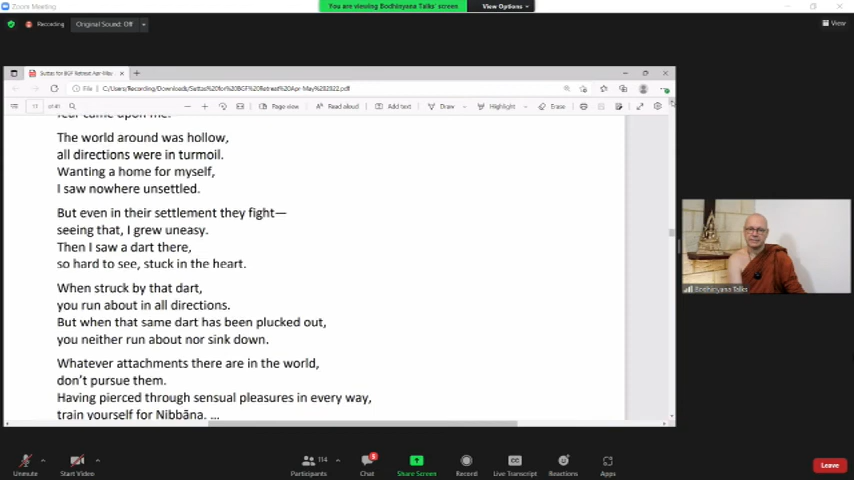 Zoom Meeting
You are viewing Bodhinyana Talks' screen
View Options
Recording
Original Sound: Off
View
Suttas for BGF Retreat Apr-May
File
C:/Users/Recording/Downloads/Suttas%20for%20BGF%20Retreat%20Apr-May%202022.pdf
11 of 41
Page view
Read aloud
Add text
Draw
Highlight
Erase
fear came upon me.
The world around was hollow,
all directions were in turmoil.
Wanting a home for myself,
I saw nowhere unsettled.
But even in their settlement they fight—
seeing that, I grew uneasy.
Then I saw a dart there,
so hard to see, stuck in the heart.
When struck by that dart,
you run about in all directions.
But when that same dart has been plucked out,
you neither run about nor sink down.
Whatever attachments there are in the world,
don't pursue them.
Having pierced through sensual pleasures in every way,
train yourself for Nibbāna. ...
Bodhinyana Talks
Unmute
Start Video
114
Participants
Chat
Share Screen
Record
Live Transcript
Reactions
Apps
Leave